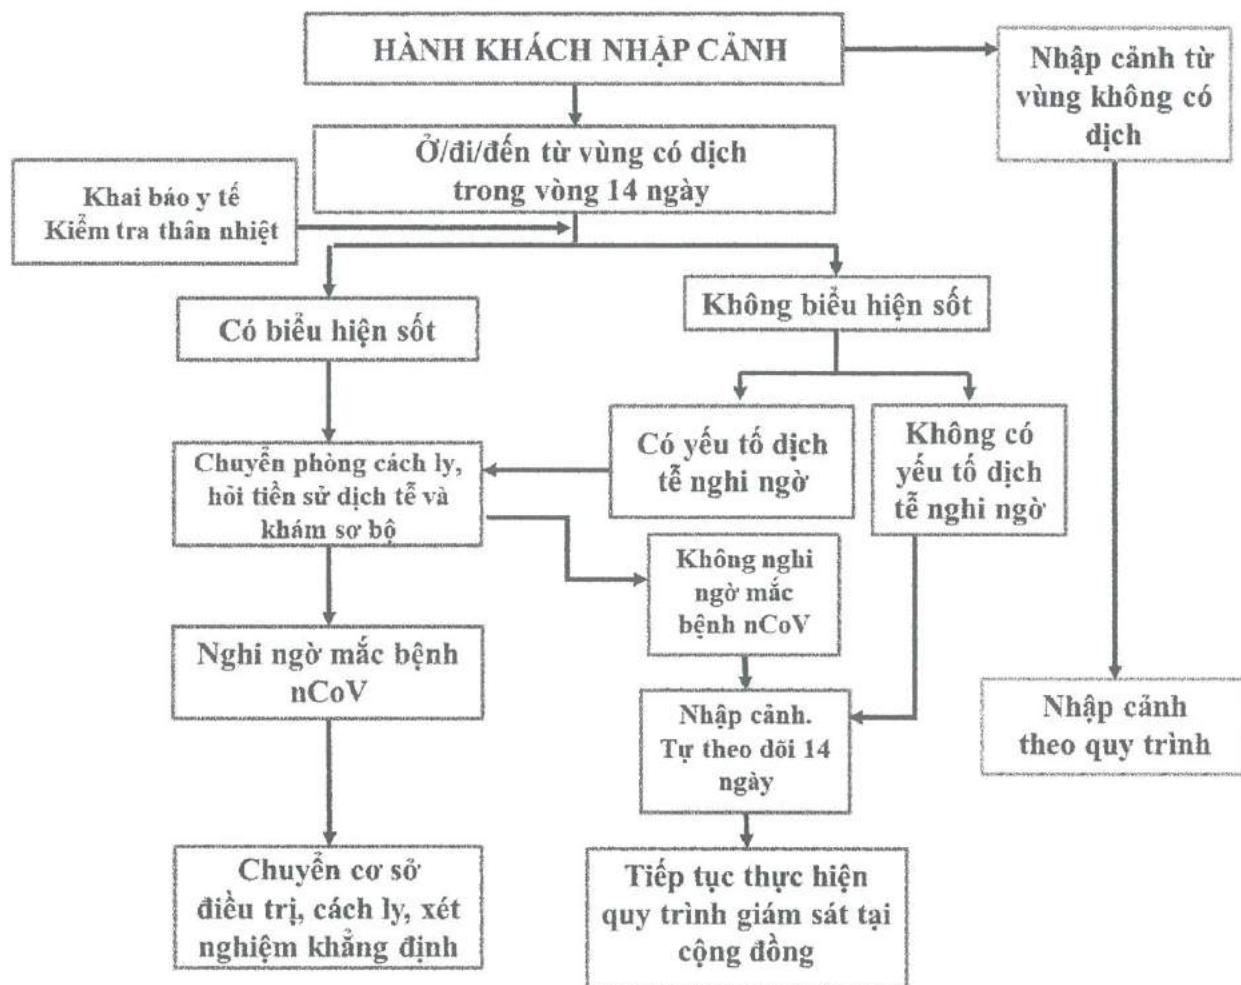 HÀNH KHÁCH NHẬP CẢNH
Nhập cảnh từ
vùng không có
dịch
Ở/đi/đến từ vùng có dịch
trong vòng 14 ngày
Khai báo y tế
Kiểm tra thân nhiệt
Có biểu hiện sốt
Không biểu hiện sốt
Có yếu tố dịch
tễ nghi ngờ
Không có
yếu tố dịch
tễ nghi ngờ
Chuyển phòng cách ly,
hỏi tiền sử dịch tễ và
khám sơ bộ
Không nghi
ngờ mắc
bệnh nCoV
Nghi ngờ mắc bệnh
nCoV
Nhập cảnh.
Tự theo dõi 14
ngày
Nhập cảnh
theo quy trình
Chuyển cơ sở
điều trị, cách ly, xét
nghiệm khẳng định
Tiếp tục thực hiện
quy trình giám sát tại
cộng đồng